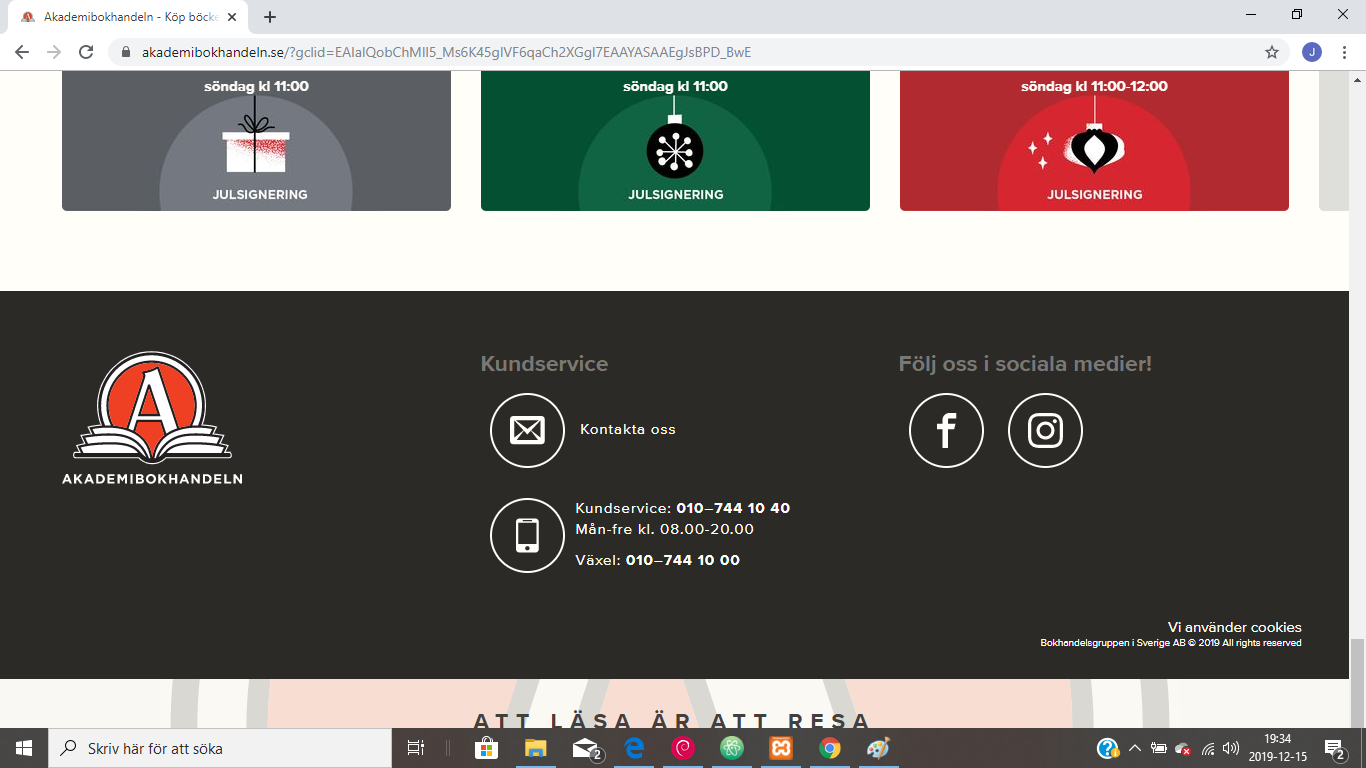 Akademibokhandeln - Köp böcke
akademibokhandeln.se/?gclid=EAIaIQobChMIl5_Ms6K45gIVF6qaCh2XGgI7EAAYASAAEgJsBPD_BwE
J
söndag kl 11:00
JULSIGNERING
söndag kl 11:00
JULSIGNERING
söndag kl 11:00-12:00
JULSIGNERING
A
AKADEMIBOKHANDELN
Kundservice
Kontakta oss
Kundservice: 010–744 10 40
Mån-fre kl. 08.00-20.00
Växel: 010–744 10 00
Följ oss i sociala medier!
Vi använder cookies
Bokhandelsgruppen i Sverige AB © 2019 All rights reserved
ATT LÄSA ÄR ATT RESA
Skriv här för att söka
2
19:34
2019-12-15
2